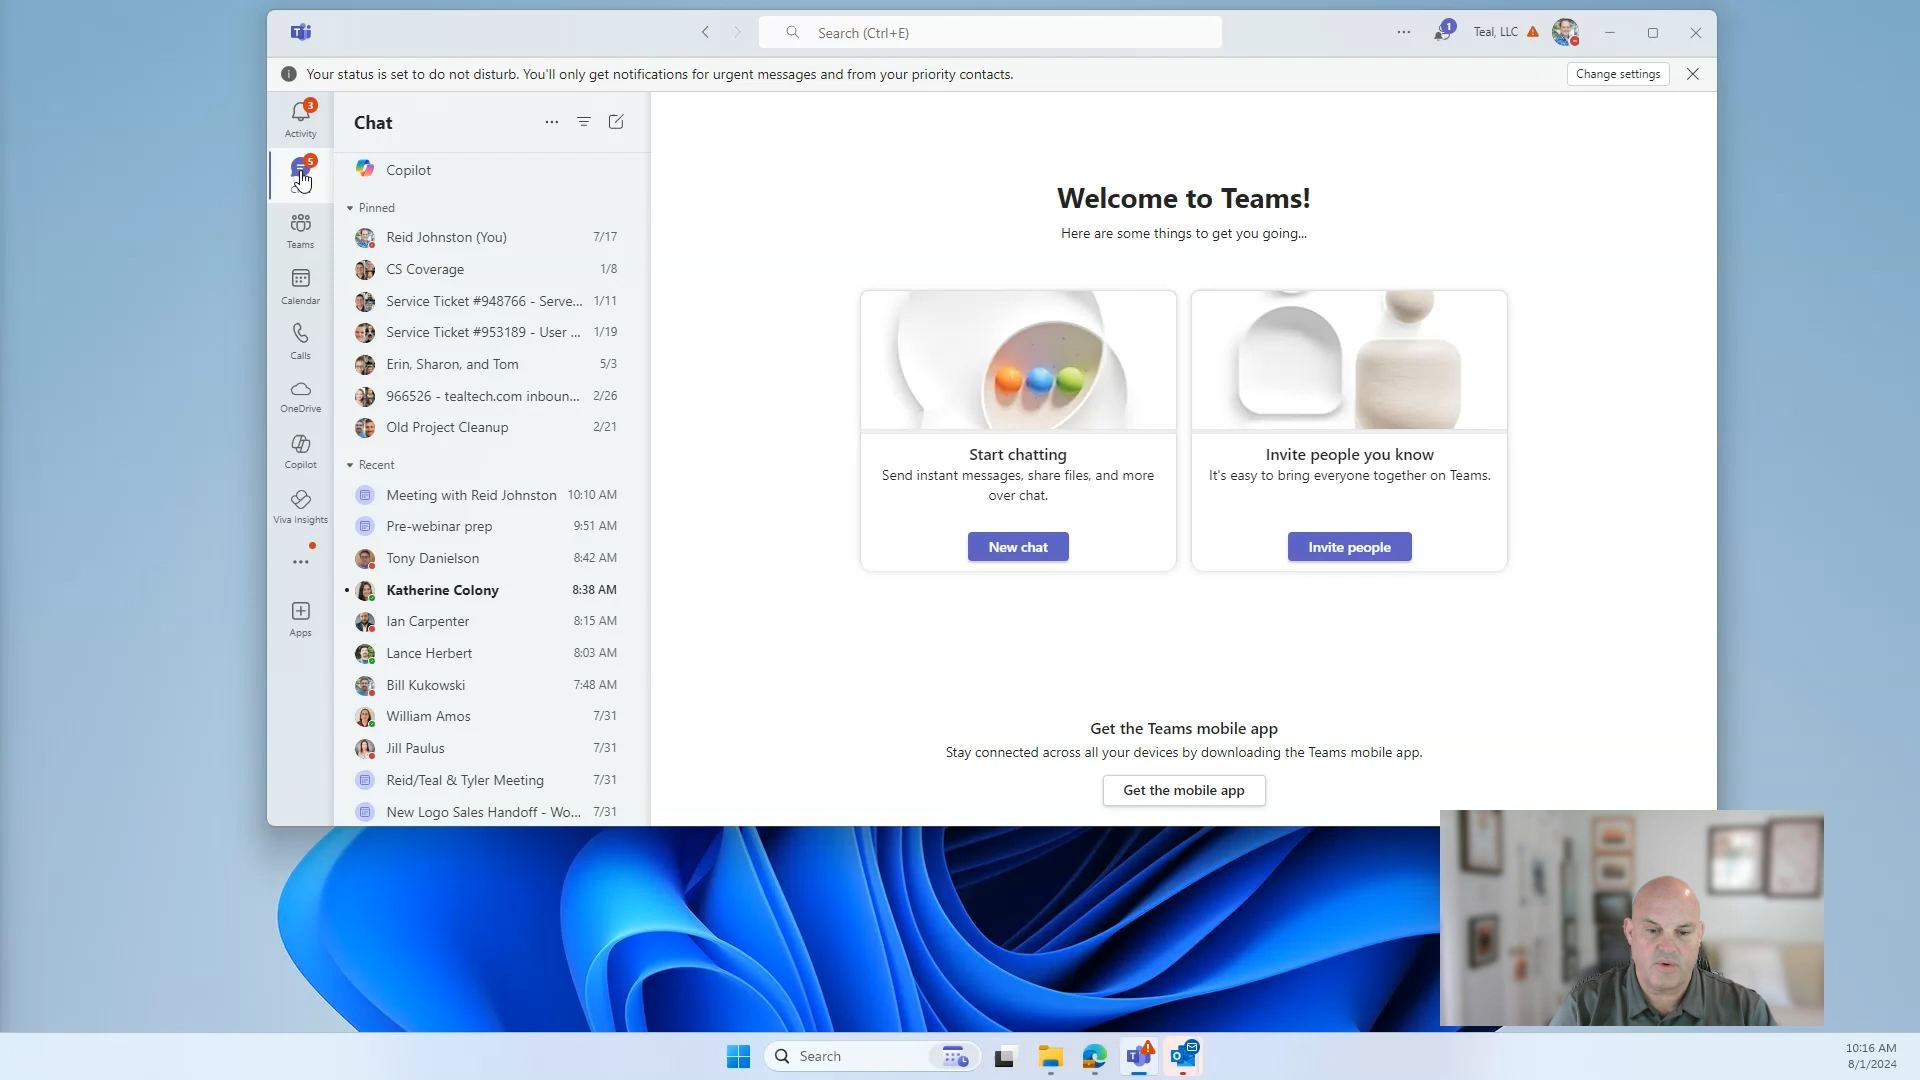 Search (Ctrl+E)
1
Teal, LLC
Your status is set to do not disturb. You'll only get notifications for urgent messages and from your priority contacts.
Change settings
3
Activity
5
Teams
Calendar
Calls
OneDrive
Copilot
Viva Insights
Apps
Chat
Copilot
Pinned
Reid Johnston (You) 7/17
CS Coverage 1/8
Service Ticket #948766 - Serve... 1/11
Service Ticket #953189 - User ... 1/19
Erin, Sharon, and Tom 5/3
966526 - tealtech.com inboun... 2/26
Old Project Cleanup 2/21
Recent
Meeting with Reid Johnston 10:10 AM
Pre-webinar prep 9:51 AM
Tony Danielson 8:42 AM
Katherine Colony 8:38 AM
Ian Carpenter 8:15 AM
Lance Herbert 8:03 AM
Bill Kukowski 7:48 AM
William Amos 7/31
Jill Paulus 7/31
Reid/Teal & Tyler Meeting 7/31
New Logo Sales Handoff - Wo... 7/31
Welcome to Teams!
Here are some things to get you going...
Start chatting
Send instant messages, share files, and more
over chat.
New chat
Invite people you know
It's easy to bring everyone together on Teams.
Invite people
Get the Teams mobile app
Stay connected across all your devices by downloading the Teams mobile app.
Get the mobile app
Search
10:16 AM
8/1/2024